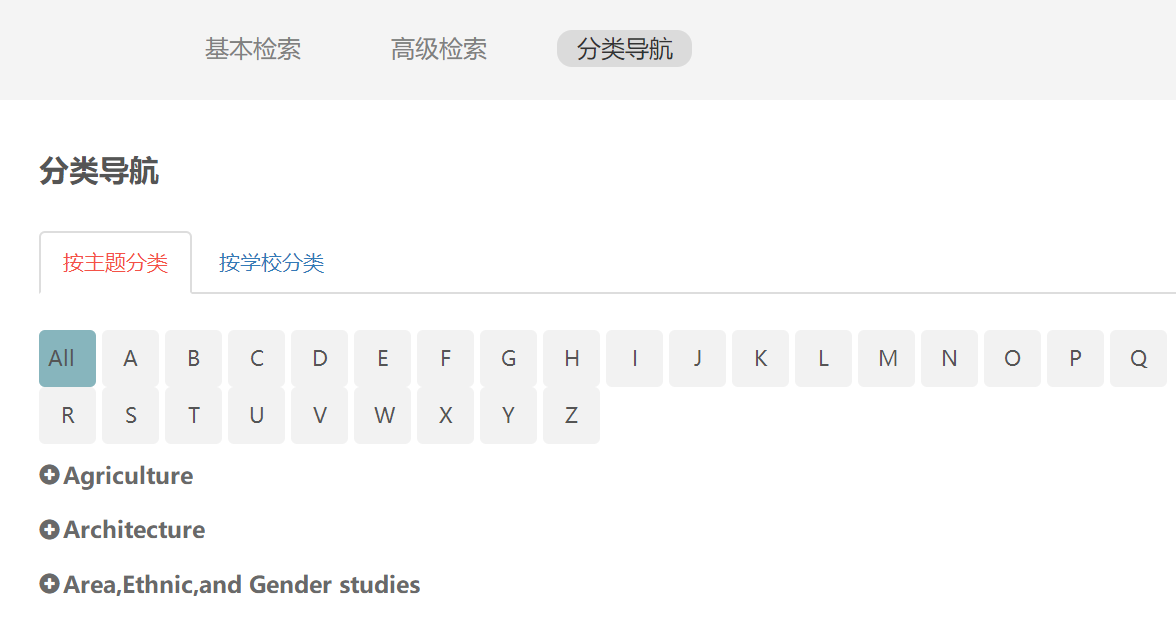 基本检索 高级检索 分类导航
分类导航
按主题分类 按学校分类
All A B C D E F G H I J K L M N O P Q
R S T U V W X Y Z
Agriculture
Architecture
Area,Ethnic,and Gender studies